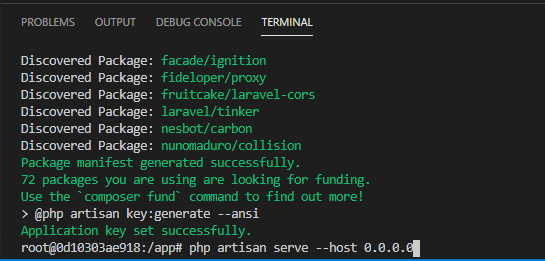 PROBLEMS OUTPUT DEBUG CONSOLE TERMINAL
Discovered Package: facade/ignition
Discovered Package: fideloper/proxy
Discovered Package: fruitcake/laravel-cors
Discovered Package: laravel/tinker
Discovered Package: nesbot/carbon
Discovered Package: nunomaduro/collision
Package manifest generated successfully.
72 packages you are using are looking for funding.
Use the `composer fund` command to find out more!
> @php artisan key:generate --ansi
Application key set successfully.
root@0d10303ae918:/app# php artisan serve --host 0.0.0.0